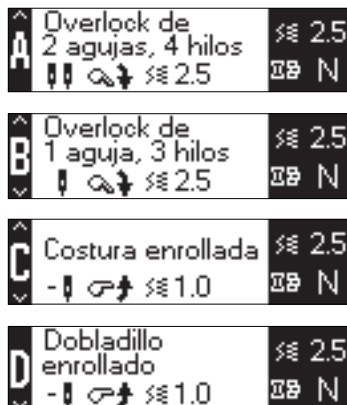 A
Overlock de
2 agujas, 4 hilos
2.5
2.5
N
B
Overlock de
1 aguja, 3 hilos
2.5
2.5
N
C
Costura enrollada
1.0
2.5
N
D
Dobladillo
enrollado
1.0
2.5
N